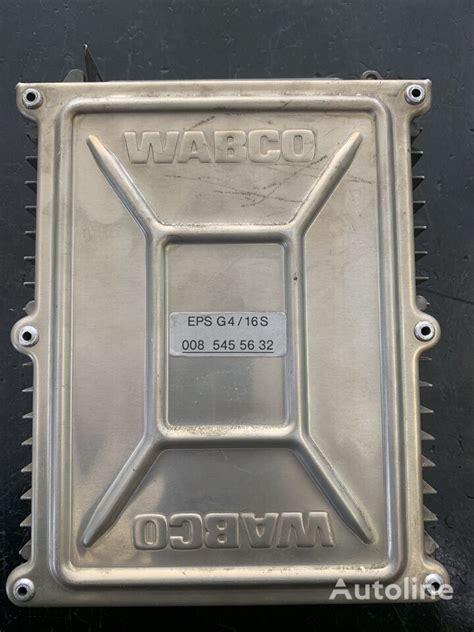 WABCO
EPS G4/16S
008 545 56 32
WABCO
Autoline